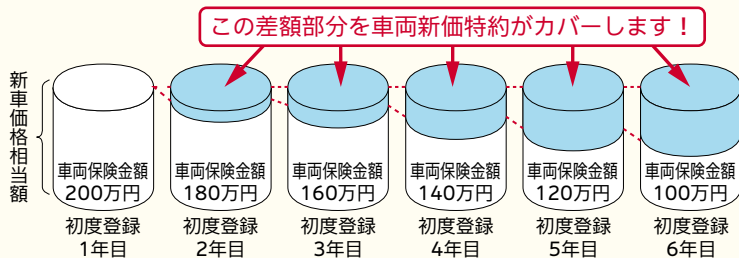 この差額部分を車両新価特約がカバーします！
新車価格相当額
車両保険金額
200万円
車両保険金額
180万円
車両保険金額
160万円
車両保険金額
140万円
車両保険金額
120万円
車両保険金額
100万円
初度登録
1年目
初度登録
2年目
初度登録
3年目
初度登録
4年目
初度登録
5年目
初度登録
6年目